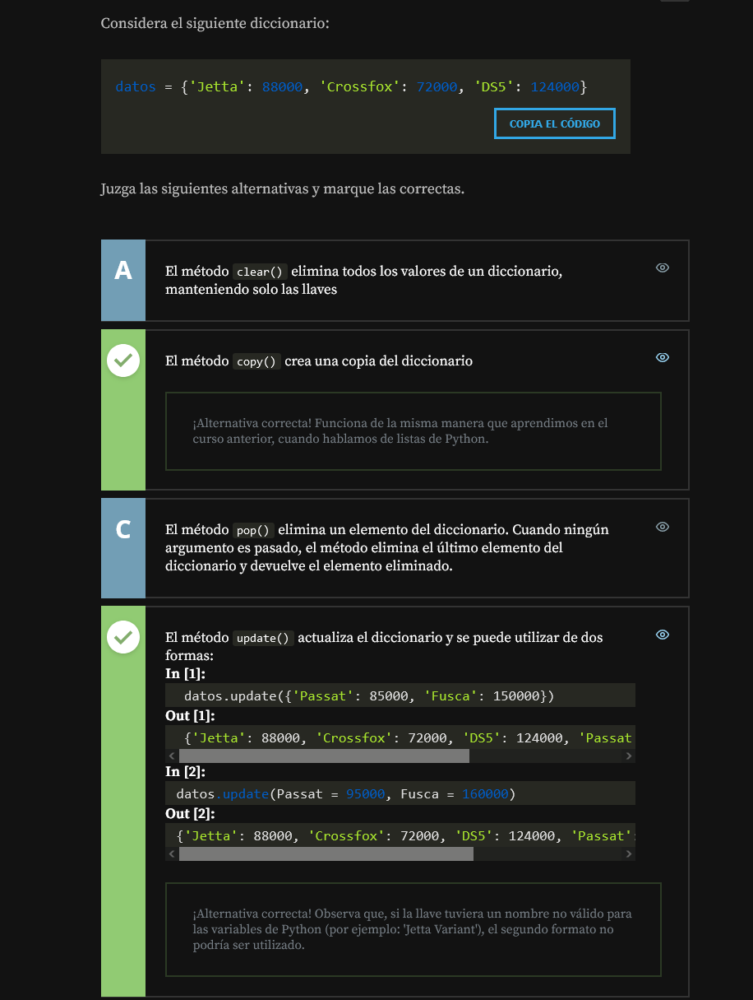 Considera el siguiente diccionario:
datos = {'Jetta': 88000, 'Crossfox': 72000, 'DS5': 124000}
COPIA EL CÓDIGO
Juzga las siguientes alternativas y marque las correctas.
A
El método clear() elimina todos los valores de un diccionario,
manteniendo solo las llaves
El método copy() crea una copia del diccionario
¡Alternativa correcta! Funciona de la misma manera que aprendimos en el
curso anterior, cuando hablamos de listas de Python.
C
El método pop() elimina un elemento del diccionario. Cuando ningún
argumento es pasado, el método elimina el último elemento del
diccionario y devuelve el elemento eliminado.
El método update() actualiza el diccionario y se puede utilizar de dos
formas:
In [1]:
datos.update({'Passat': 85000, 'Fusca': 150000})
Out [1]:
{'Jetta': 88000, 'Crossfox': 72000, 'DS5': 124000, 'Passat
In [2]:
datos.update(Passat = 95000, Fusca = 160000)
Out [2]:
{'Jetta': 88000, 'Crossfox': 72000, 'DS5': 124000, 'Passat':
¡Alternativa correcta! Observa que, si la llave tuviera un nombre no válido para
las variables de Python (por ejemplo: 'Jetta Variant'), el segundo formato no
podría ser utilizado.